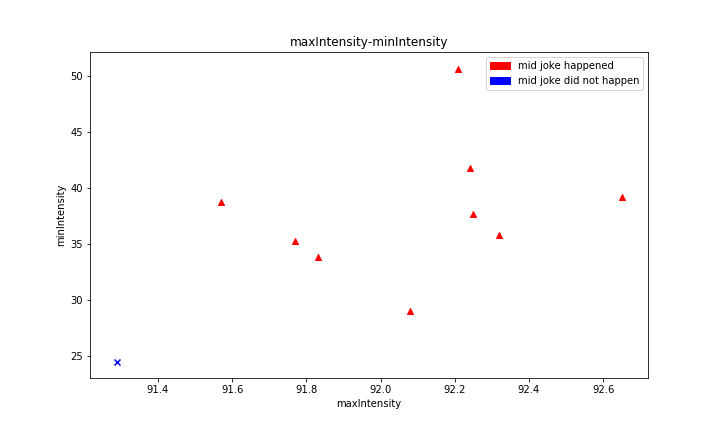 maxIntensity-minIntensity
mid joke happened
mid joke did not happen
50
45
40
35
30
25
minIntensity
91.4 91.6 91.8 92.0 92.2 92.4 92.6
maxIntensity